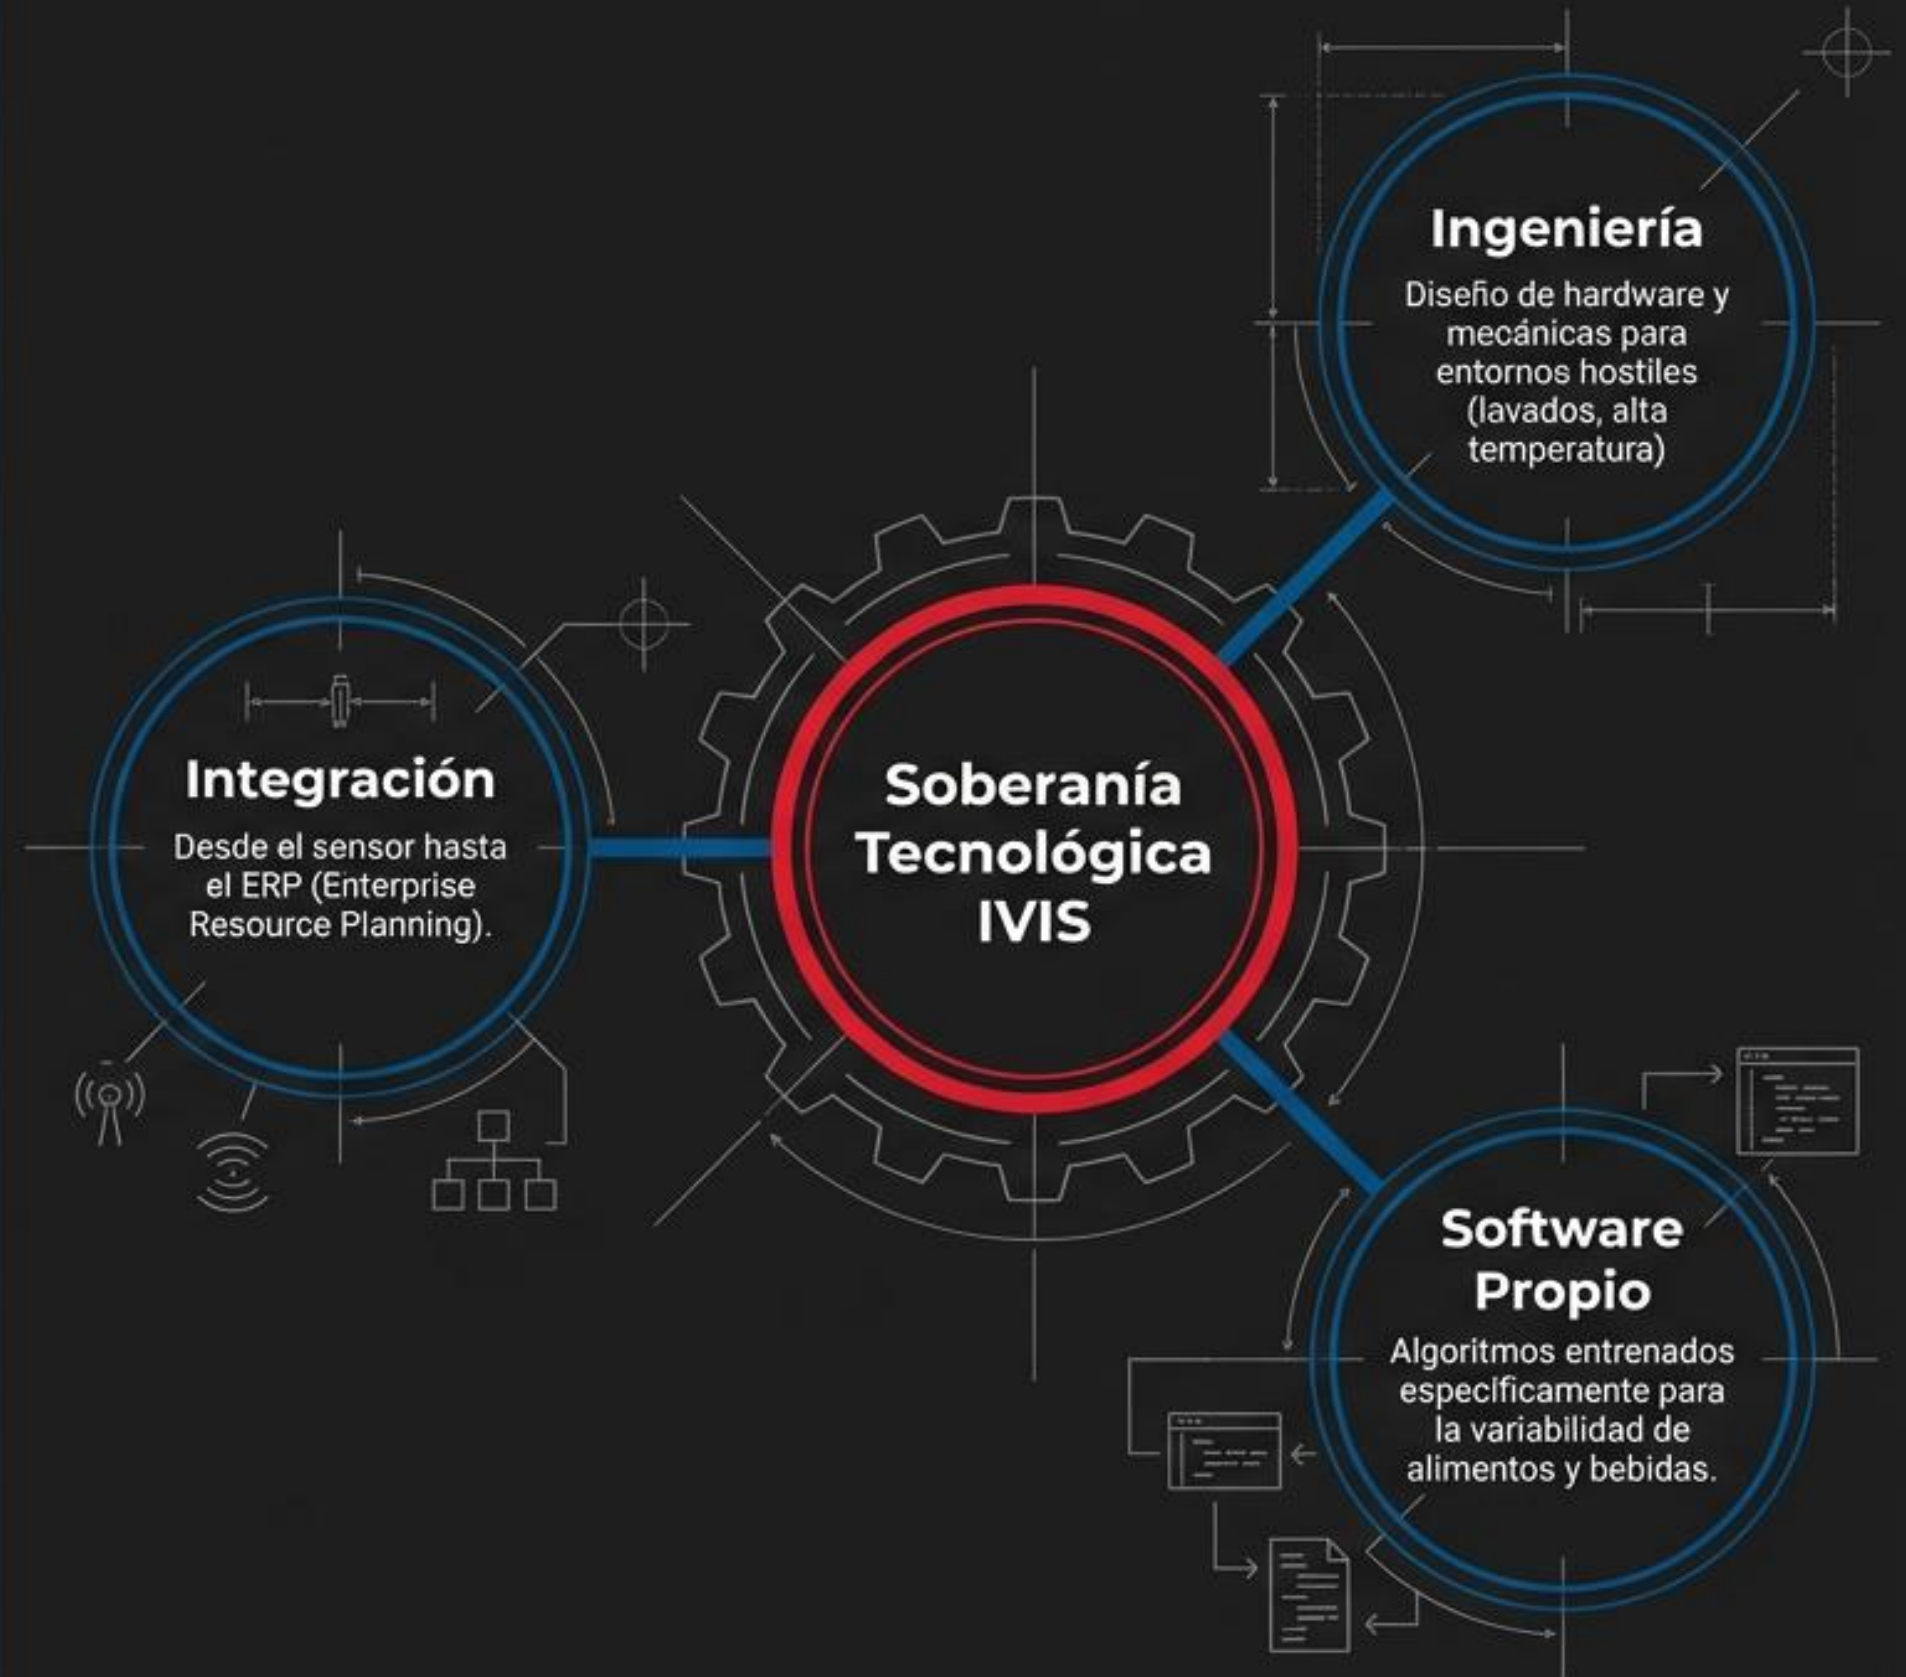 Ingeniería
Diseño de hardware y
mecánicas para
entornos hostiles
(lavados, alta
temperatura)
Integración
Desde el sensor hasta
el ERP (Enterprise
Resource Planning).
Soberanía
Tecnológica
IVIS
Software
Propio
Algoritmos entrenados
específicamente para
la variabilidad de
alimentos y bebidas.